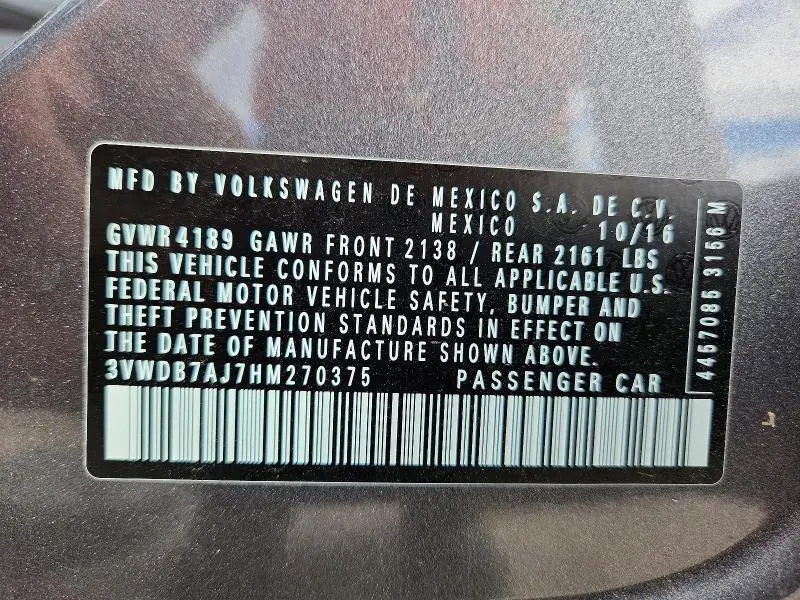 MFD BY VOLKSWAGEN DE MEXICO S.A. DE C.V.
MEXICO 10/16
GVWR 4189 GAWR FRONT 2138 / REAR 2161 LBS
THIS VEHICLE CONFORMS TO ALL APPLICABLE U.S.
FEDERAL MOTOR VEHICLE SAFETY, BUMPER AND
THEFT PREVENTION STANDARDS IN EFFECT ON
THE DATE OF MANUFACTURE SHOWN ABOVE.
3VWDB7AJ7HM270375 PASSENGER CAR
4457085 3156 M